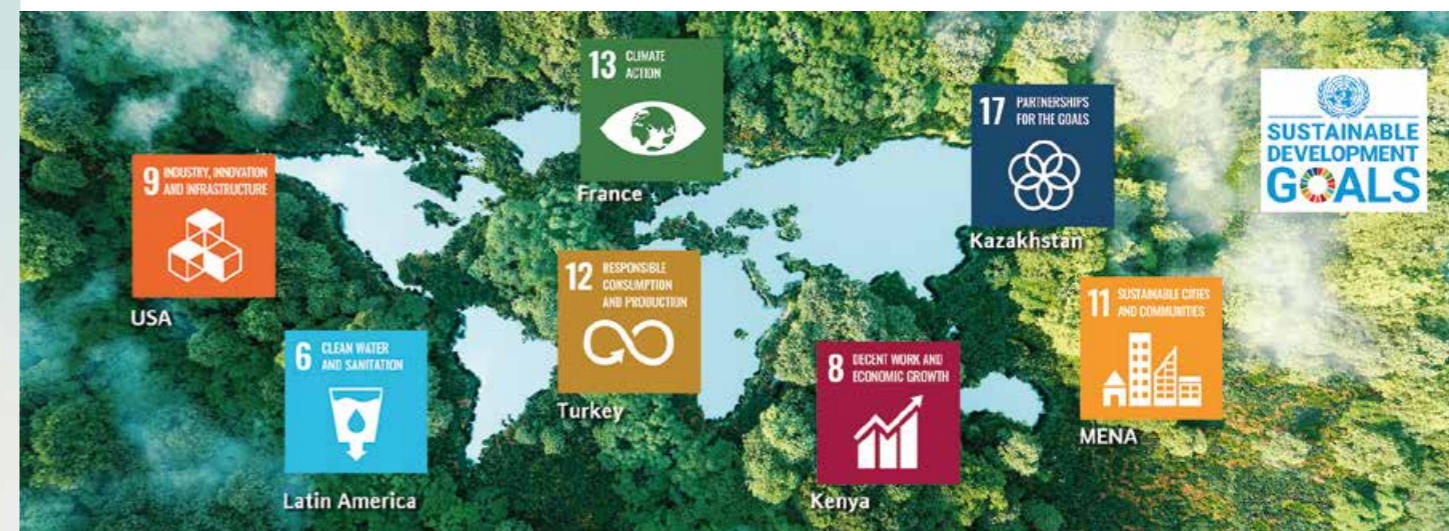 13 CLIMATE
ACTION
France
17 PARTNERSHIPS
FOR THE GOALS
Kazakhstan
SUSTAINABLE
DEVELOPMENT
GOALS
9 INDUSTRY, INNOVATION
AND INFRASTRUCTURE
USA
12 RESPONSIBLE
CONSUMPTION
AND PRODUCTION
Turkey
11 SUSTAINABLE CITIES
AND COMMUNITIES
MENA
6 CLEAN WATER
AND SANITATION
Latin America
8 DECENT WORK AND
ECONOMIC GROWTH
Kenya